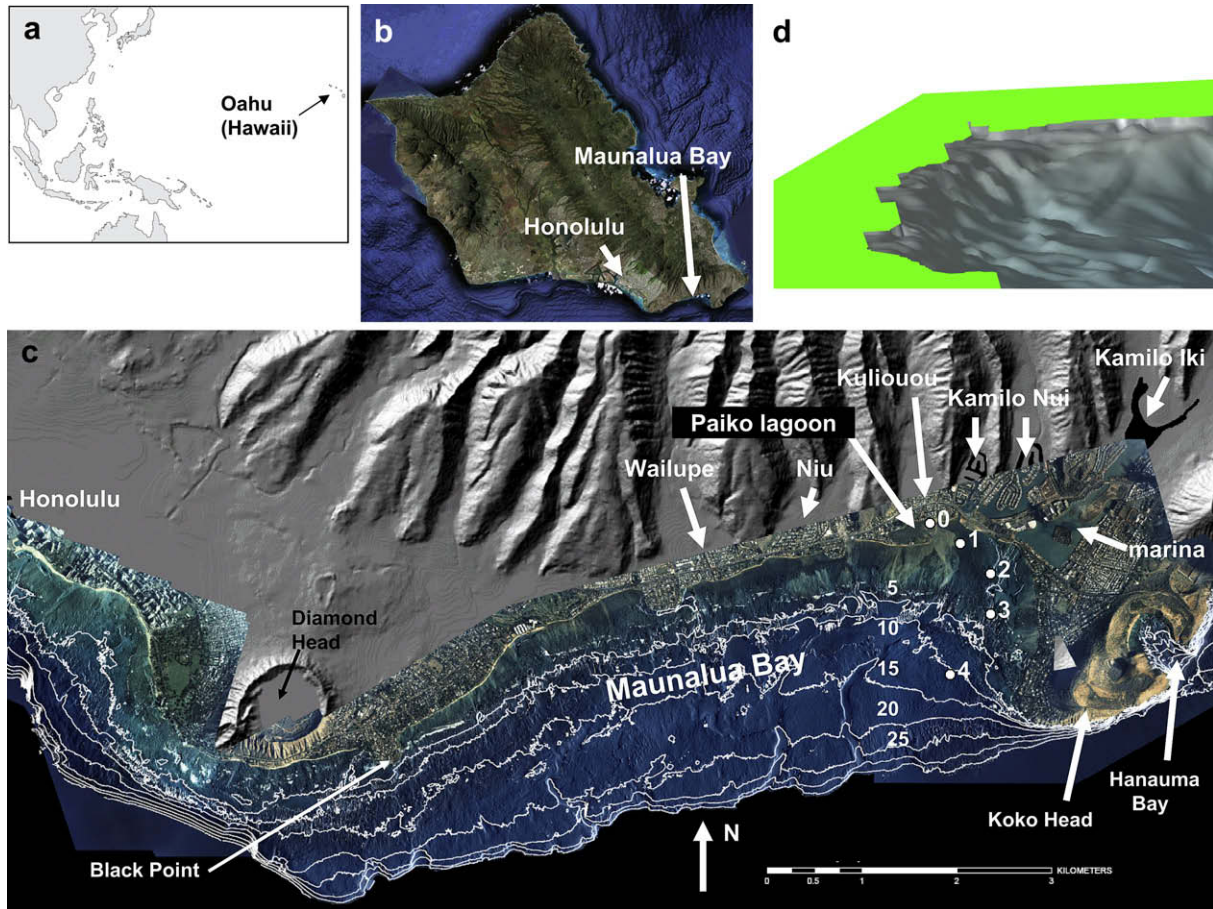 a
Oahu
(Hawaii)
b
Maunalua Bay
Honolulu
d
c
Kamilo Iki
Kuliouou
Kamilo Nui
Paiko lagoon
Wailupe
Niu
Honolulu
0
1
marina
2
5
3
Diamond
Head
10
Maunalua Bay
15
4
20
25
Hanauma
Bay
Koko Head
Black Point
N
KILOMETERS
0 0.5 1 2 3